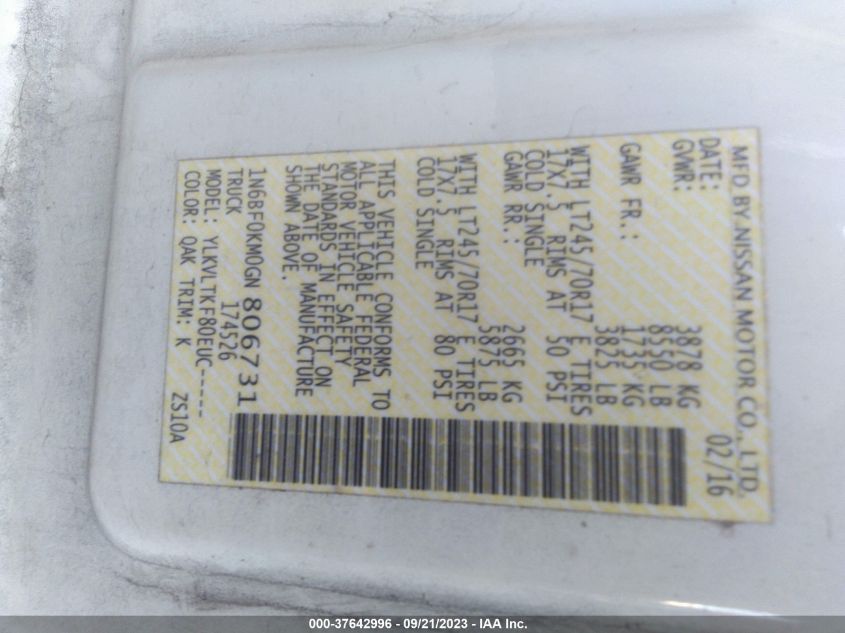 MFD BY NISSAN MOTOR CO., LTD.
DATE: 02/16
GVWR: 3878 KG
8550 LB
GAWR FR.: 1735 KG
3825 LB
WITH LT245/70R17 E TIRES
17X7.5 RIMS AT 50 PSI
COLD SINGLE
GAWR RR.: 2665 KG
5875 LB
WITH LT245/70R17 E TIRES
17X7.5 RIMS AT 80 PSI
COLD SINGLE
THIS VEHICLE CONFORMS TO
ALL APPLICABLE FEDERAL
MOTOR VEHICLE SAFETY
STANDARDS IN EFFECT ON
THE DATE OF MANUFACTURE
SHOWN ABOVE.
1N6BF0KM0GN806731
TRUCK 174526
MODEL: YLKVLTKF80EUC-----
COLOR: QAK TRIM: K ZS10A
000-37642996 - 09/21/2023 - IAA Inc.